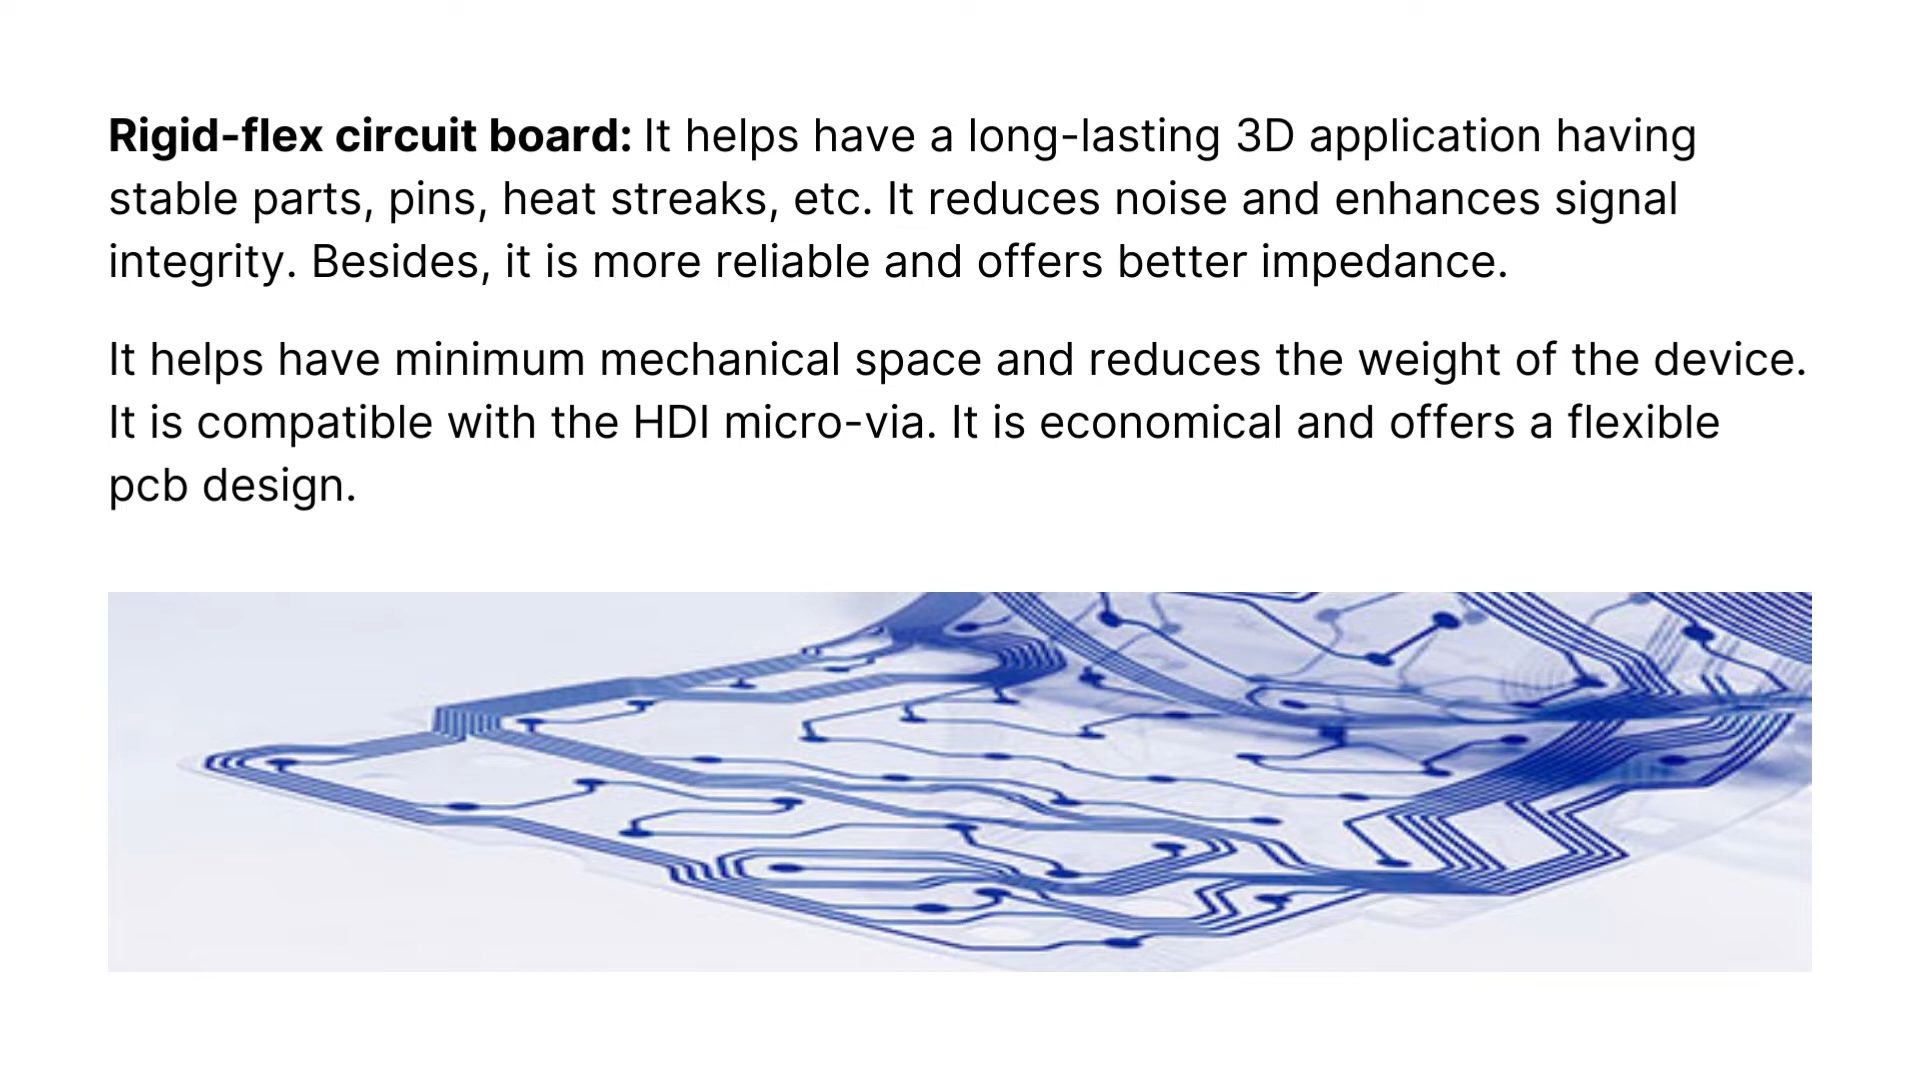 Rigid-flex circuit board: It helps have a long-lasting 3D application having
stable parts, pins, heat streaks, etc. It reduces noise and enhances signal
integrity. Besides, it is more reliable and offers better impedance.
It helps have minimum mechanical space and reduces the weight of the device.
It is compatible with the HDI micro-via. It is economical and offers a flexible
pcb design.